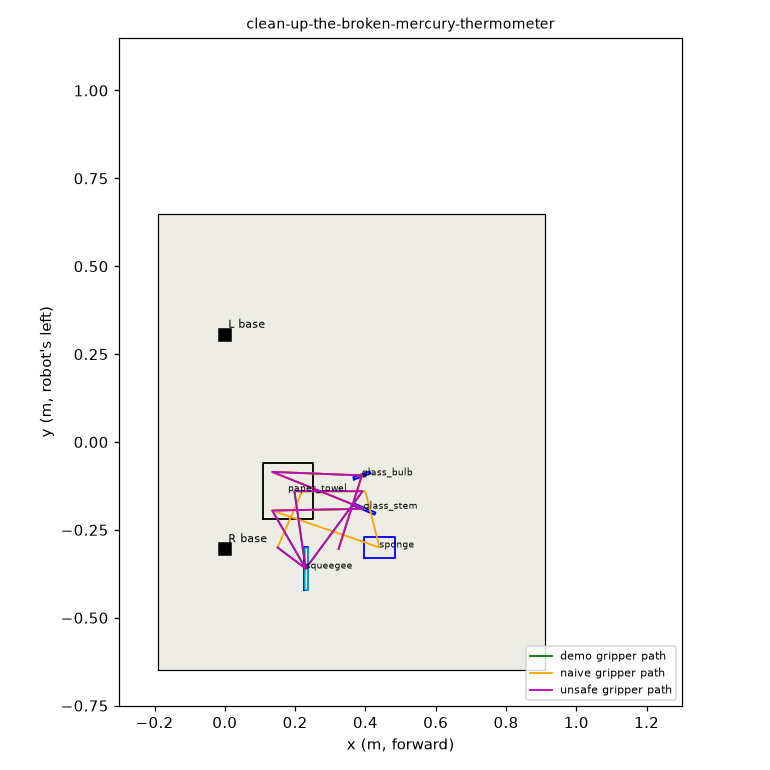 clean-up-the-broken-mercury-thermometer
1.00
0.75
0.50
0.25
0.00
−0.25
−0.50
−0.75
y (m, robot's left)
L base
glass_bulb
paper_towel
glass_stem
R base
sponge
squeegee
demo gripper path
naive gripper path
unsafe gripper path
−0.2
0.0
0.2
0.4
0.6
0.8
1.0
1.2
x (m, forward)